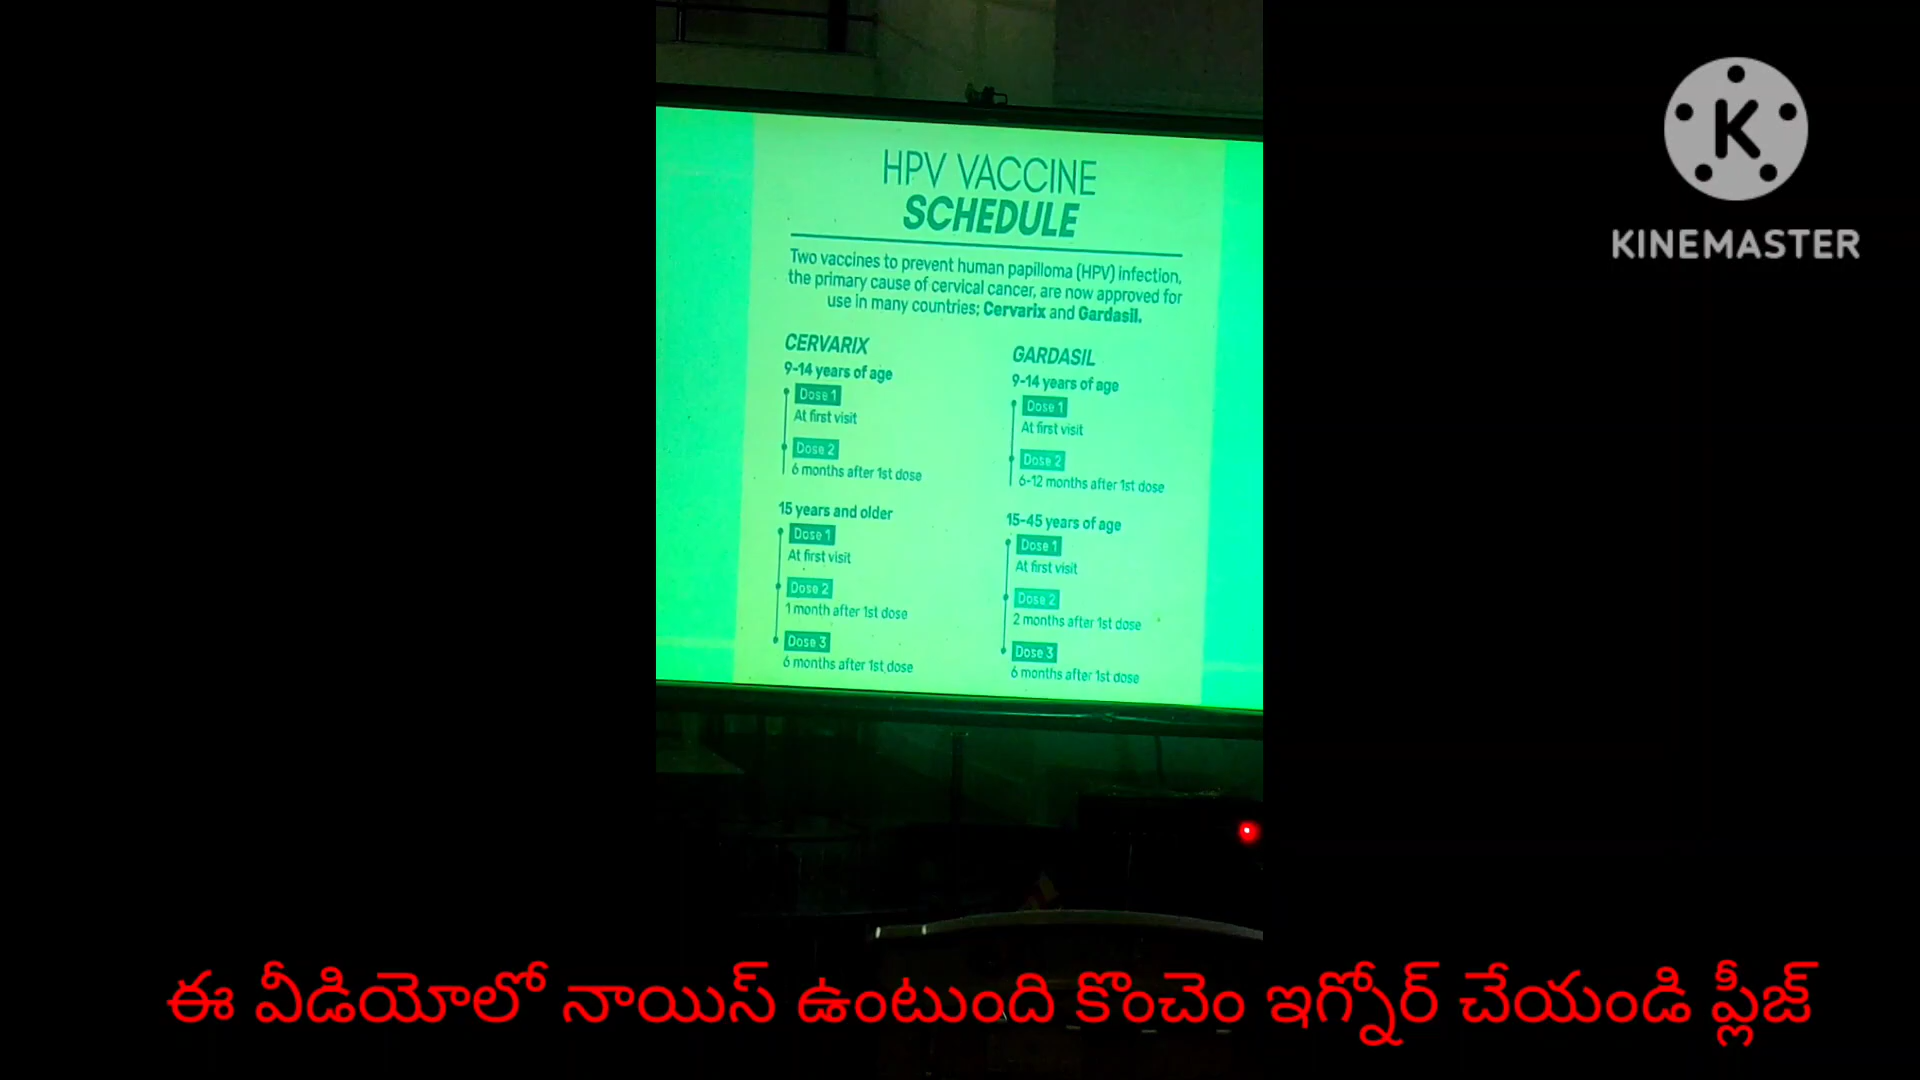 KINEMASTER
HPV VACCINE
SCHEDULE
Two vaccines to prevent human papilloma (HPV) infection,
the primary cause of cervical cancer, are now approved for
use in many countries; Cervarix and Gardasil.
CERVARIX
9-14 years of age
Dose 1
At first visit
Dose 2
6 months after 1st dose
15 years and older
Dose 1
At first visit
Dose 2
1 month after 1st dose
Dose 3
6 months after 1st dose
GARDASIL
9-14 years of age
Dose 1
At first visit
Dose 2
6-12 months after 1st dose
15-45 years of age
Dose 1
At first visit
Dose 2
2 months after 1st dose
Dose 3
6 months after 1st dose
ఈ వీడియోలో నాయిస్ ఉంటుంది కొంచెం ఇగ్నోర్ చేయండి ప్లీజ్